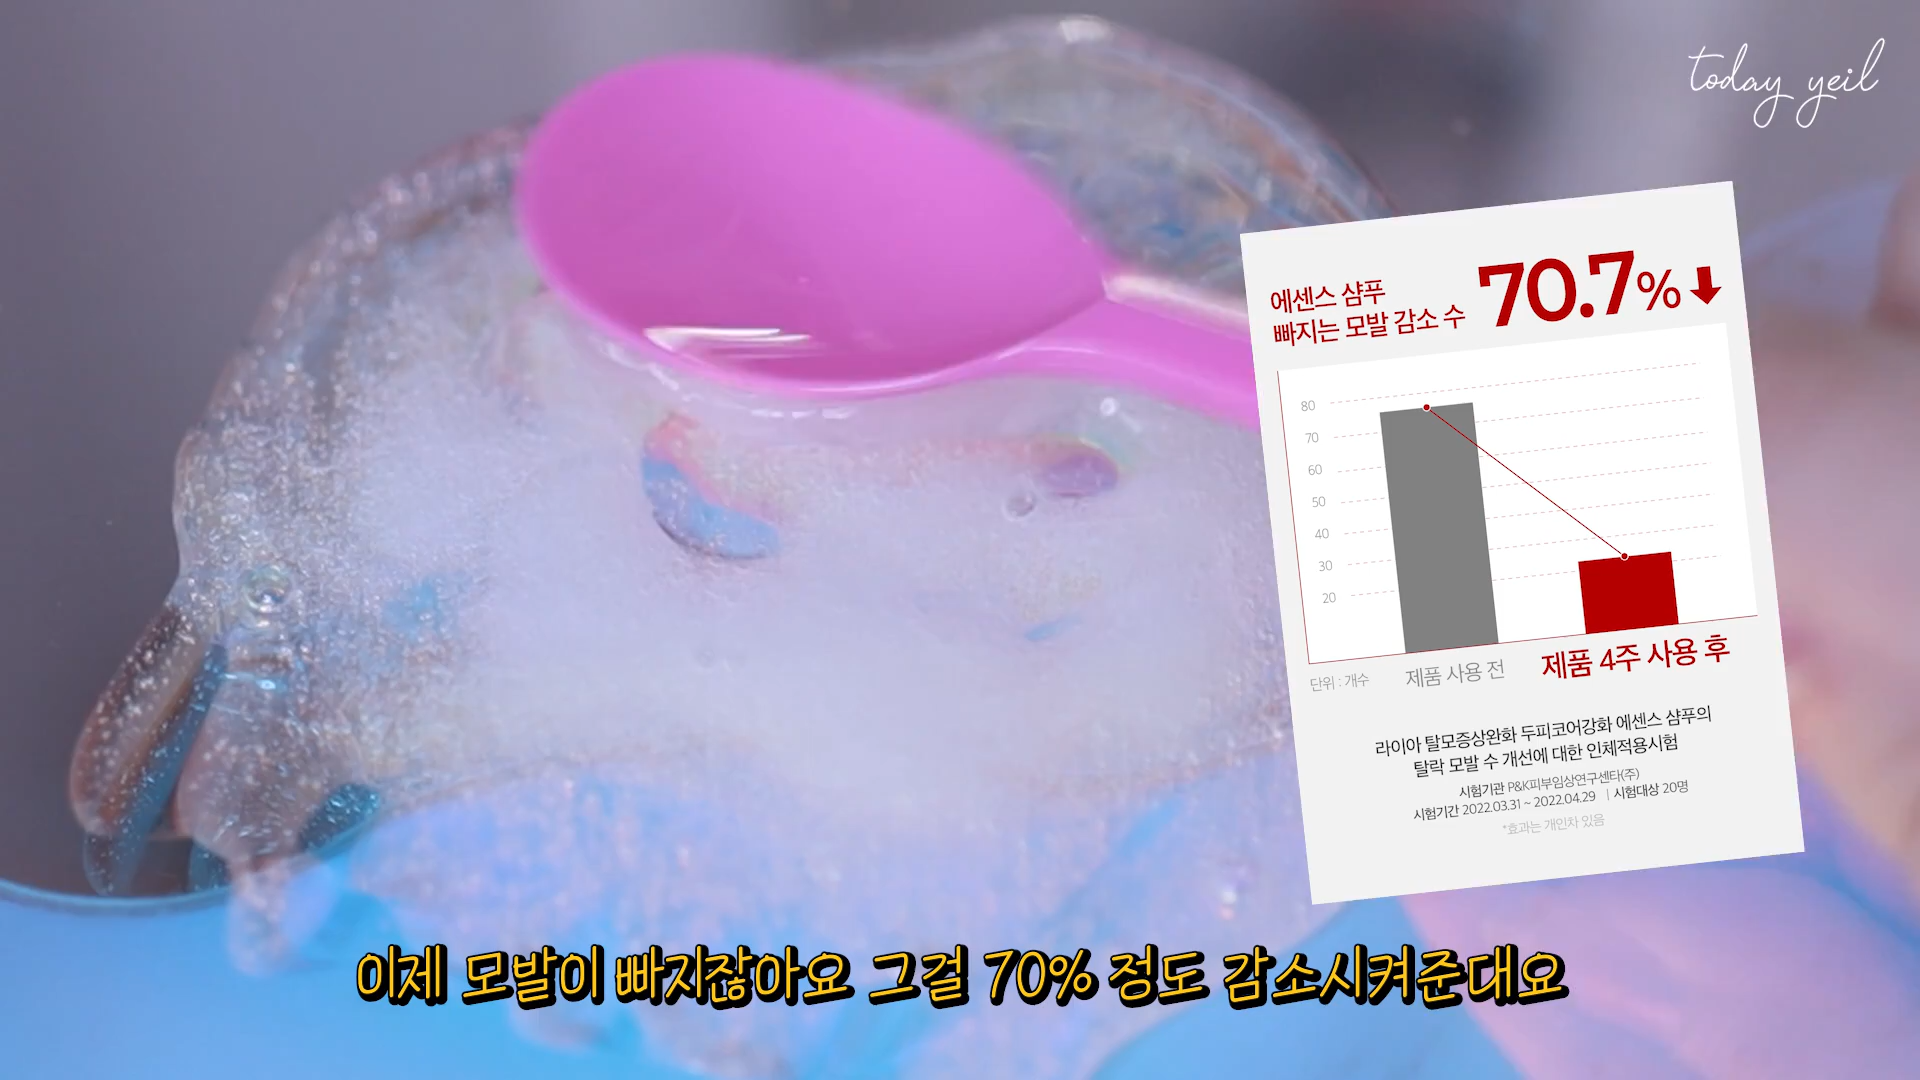 today yeil
에센스 샴푸
빠지는 모발 감소 수
70.7%
80
70
60
50
40
30
20
단위 : 개수
제품 사용 전
제품 4주 사용 후
라이아 탈모증상완화 두피코어강화 에센스 샴푸의
탈락 모발 수 개선에 대한 인체적용시험
시험기관 P&K피부임상연구센타(주)
시험기간 2022.03.31 ~ 2022.04.29 | 시험대상 20명
*효과는 개인차 있음
이제 모발이 빠지잖아요 그걸 70% 정도 감소시켜준대요